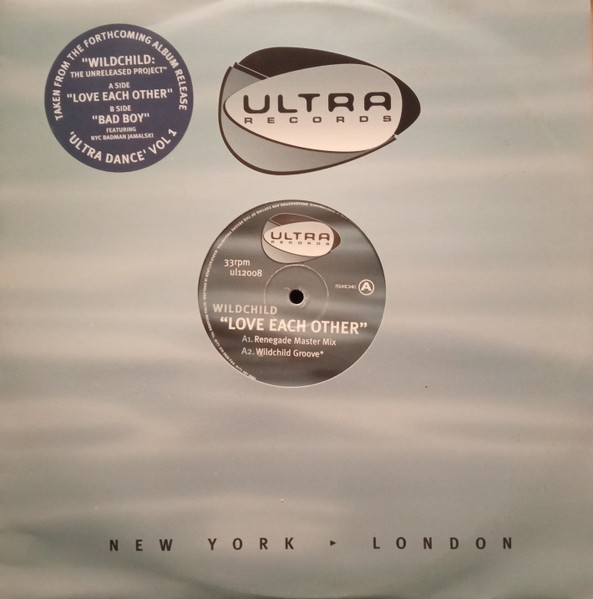 TAKEN FROM THE FORTHCOMING ALBUM RELEASE
"WILDCHILD:
THE UNRELEASED PROJECT"
A SIDE
"LOVE EACH OTHER"
B SIDE
"BAD BOY"
FEATURING
NYC BADMAN JAMALSKI
'ULTRA DANCE' VOL 1
ULTRA
RECORDS
ULTRA
RECORDS
33rpm
ul12008
A
WILDCHILD
"LOVE EACH OTHER"
A1. Renegade Master Mix
A2. Wildchild Groove*
NEW YORK ▸ LONDON